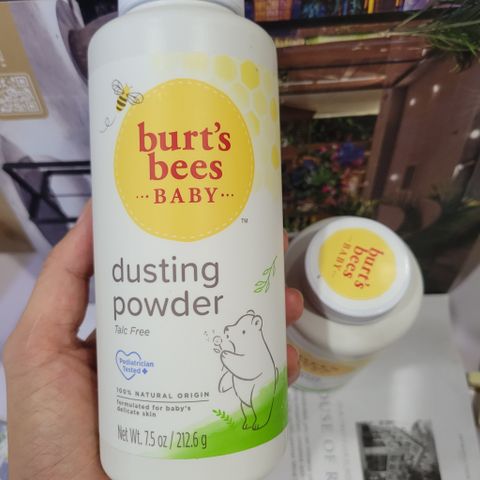 burt's
bees
BABY
TM
dusting
powder
Talc Free
Pediatrician
Tested
100% NATURAL ORIGIN
formulated for baby's
delicate skin
Net Wt. 7.5 oz / 212.6 g
burt's
bees
BABY